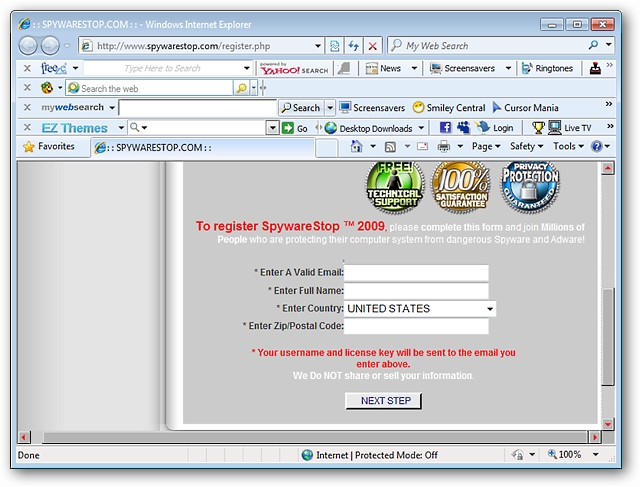 :: SPYWARESTOP.COM :: - Windows Internet Explorer
http://www.spywarestop.com/register.php
My Web Search
Type Here to Search
powered by
YAHOO! SEARCH
News
Screensavers
Ringtones
Search the web
mywebsearch
Search
Screensavers
Smiley Central
Cursor Mania
EZ Themes
Go
Desktop Downloads
Login
Live TV
Favorites
:: SPYWARESTOP.COM ::
Page
Safety
Tools
FREE!
TECHNICAL
SUPPORT
100%
SATISFACTION
GUARANTEE
PRIVACY
PROTECTION
GUARANTEED
To register SpywareStop ™ 2009, please complete this form and join Millions of
People who are protecting their computer system from dangerous Spyware and Adware!
* Enter A Valid Email:
* Enter Full Name:
* Enter Country: UNITED STATES
* Enter Zip/Postal Code:
* Your username and license key will be sent to the email you
enter above.
We Do NOT share or sell your information.
NEXT STEP
Done
Internet | Protected Mode: Off
100%